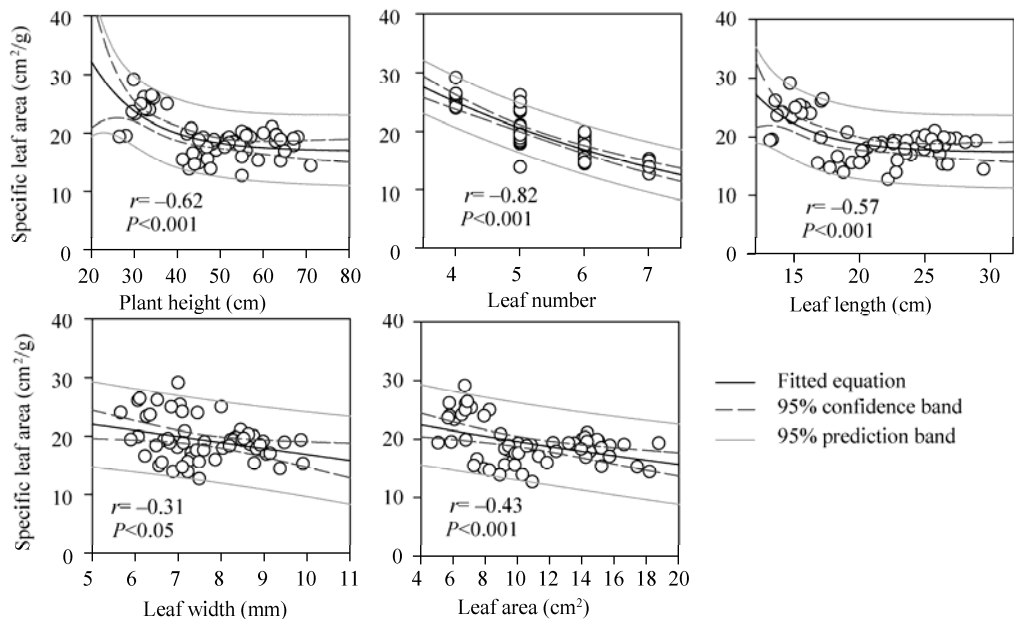 Specific leaf area (cm²/g)
40
30
20
10
0
r= –0.62
P<0.001
20 30 40 50 60 70 80
Plant height (cm)
40
30
20
10
0
r= –0.82
P<0.001
4 5 6 7
Leaf number
40
30
20
10
0
r= –0.57
P<0.001
15 20 25 30
Leaf length (cm)
Specific leaf area (cm²/g)
40
30
20
10
0
r= –0.31
P<0.05
5 6 7 8 9 10 11
Leaf width (mm)
40
30
20
10
0
r= –0.43
P<0.001
4 6 8 10 12 14 16 18 20
Leaf area (cm²)
Fitted equation
95% confidence band
95% prediction band